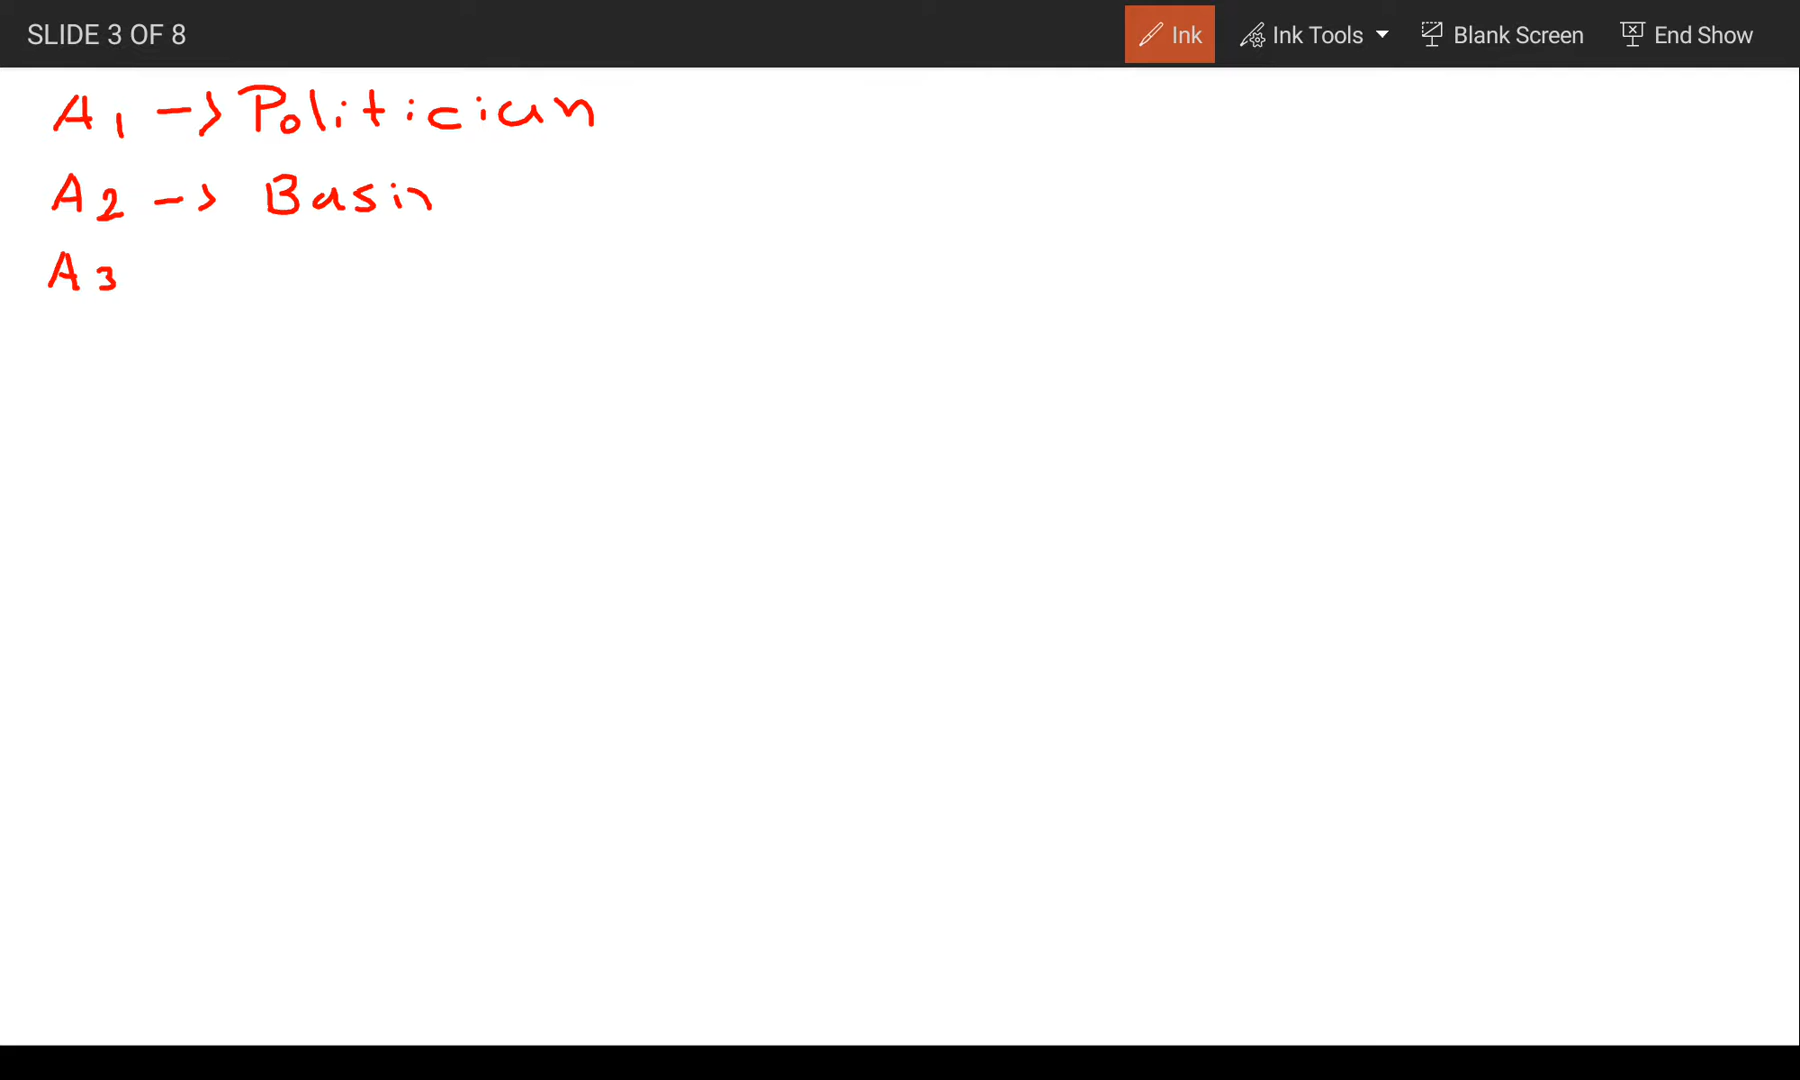 SLIDE 3 OF 8 Ink Ink Tools Blank Screen End Show
A1 -> Politician
A2 -> Basin
A3